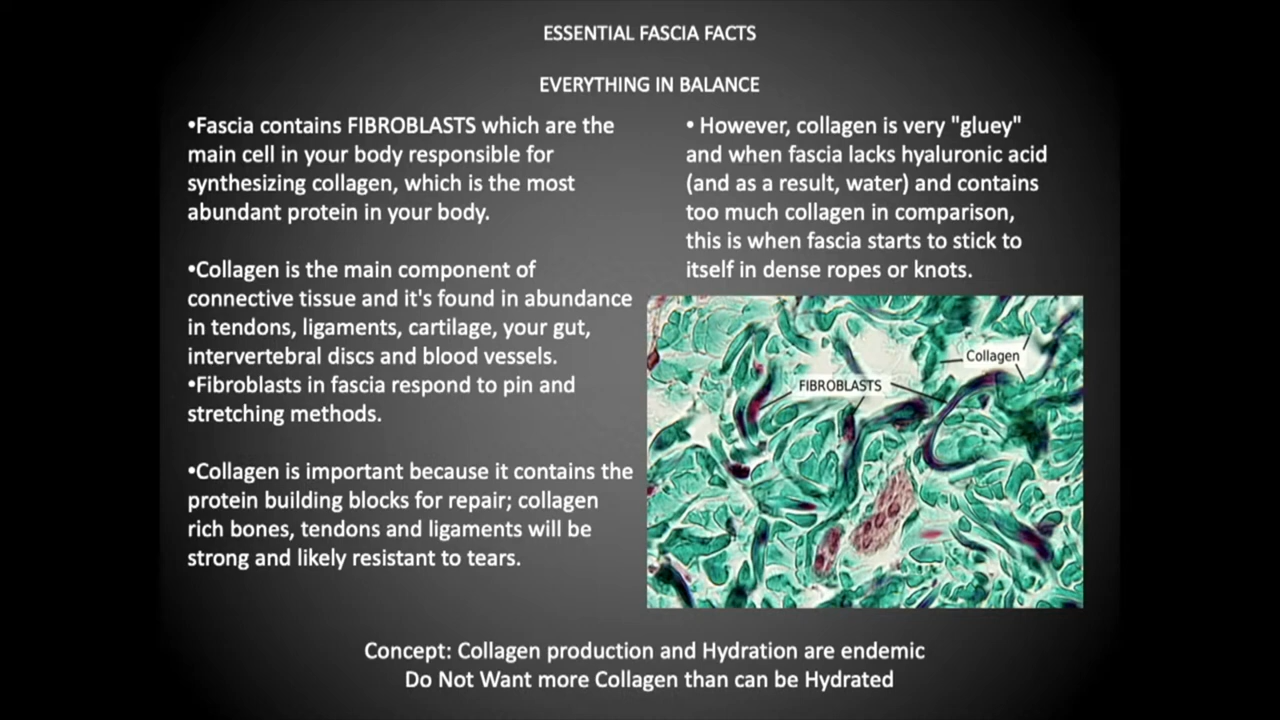 ESSENTIAL FASCIA FACTS
EVERYTHING IN BALANCE
•Fascia contains FIBROBLASTS which are the
main cell in your body responsible for
synthesizing collagen, which is the most
abundant protein in your body.
•Collagen is the main component of
connective tissue and it's found in abundance
in tendons, ligaments, cartilage, your gut,
intervertebral discs and blood vessels.
•Fibroblasts in fascia respond to pin and
stretching methods.
•Collagen is important because it contains the
protein building blocks for repair; collagen
rich bones, tendons and ligaments will be
strong and likely resistant to tears.
• However, collagen is very "gluey"
and when fascia lacks hyaluronic acid
(and as a result, water) and contains
too much collagen in comparison,
this is when fascia starts to stick to
itself in dense ropes or knots.
Collagen
FIBROBLASTS
Concept: Collagen production and Hydration are endemic
Do Not Want more Collagen than can be Hydrated